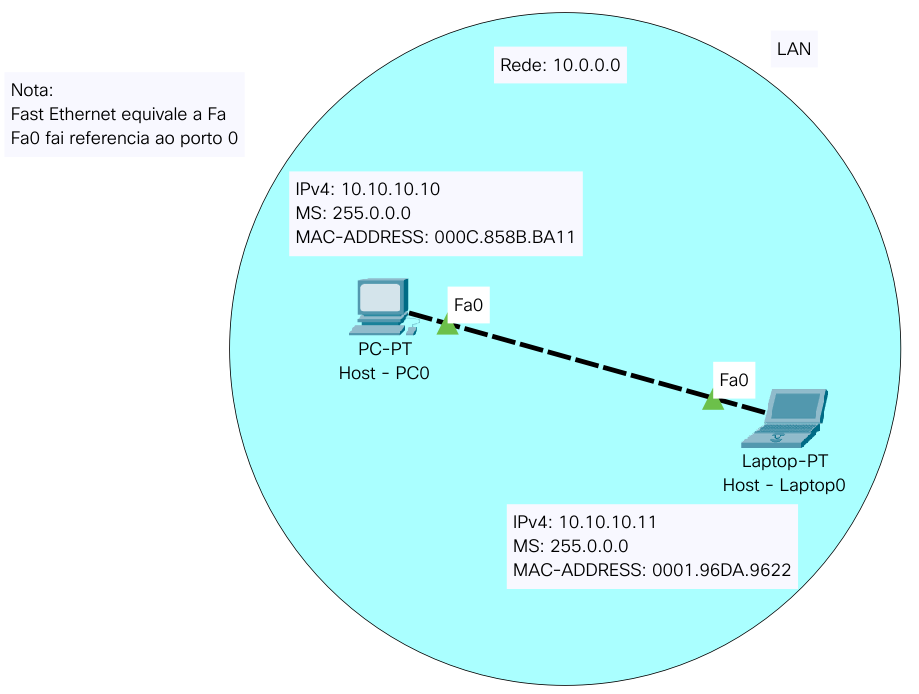 LAN
Rede: 10.0.0.0
Nota:
Fast Ethernet equivale a Fa
Fa0 fai referencia ao porto 0
IPv4: 10.10.10.10
MS: 255.0.0.0
MAC-ADDRESS: 000C.858B.BA11
Fa0
PC-PT
Host - PC0
Fa0
Laptop-PT
Host - Laptop0
IPv4: 10.10.10.11
MS: 255.0.0.0
MAC-ADDRESS: 0001.96DA.9622